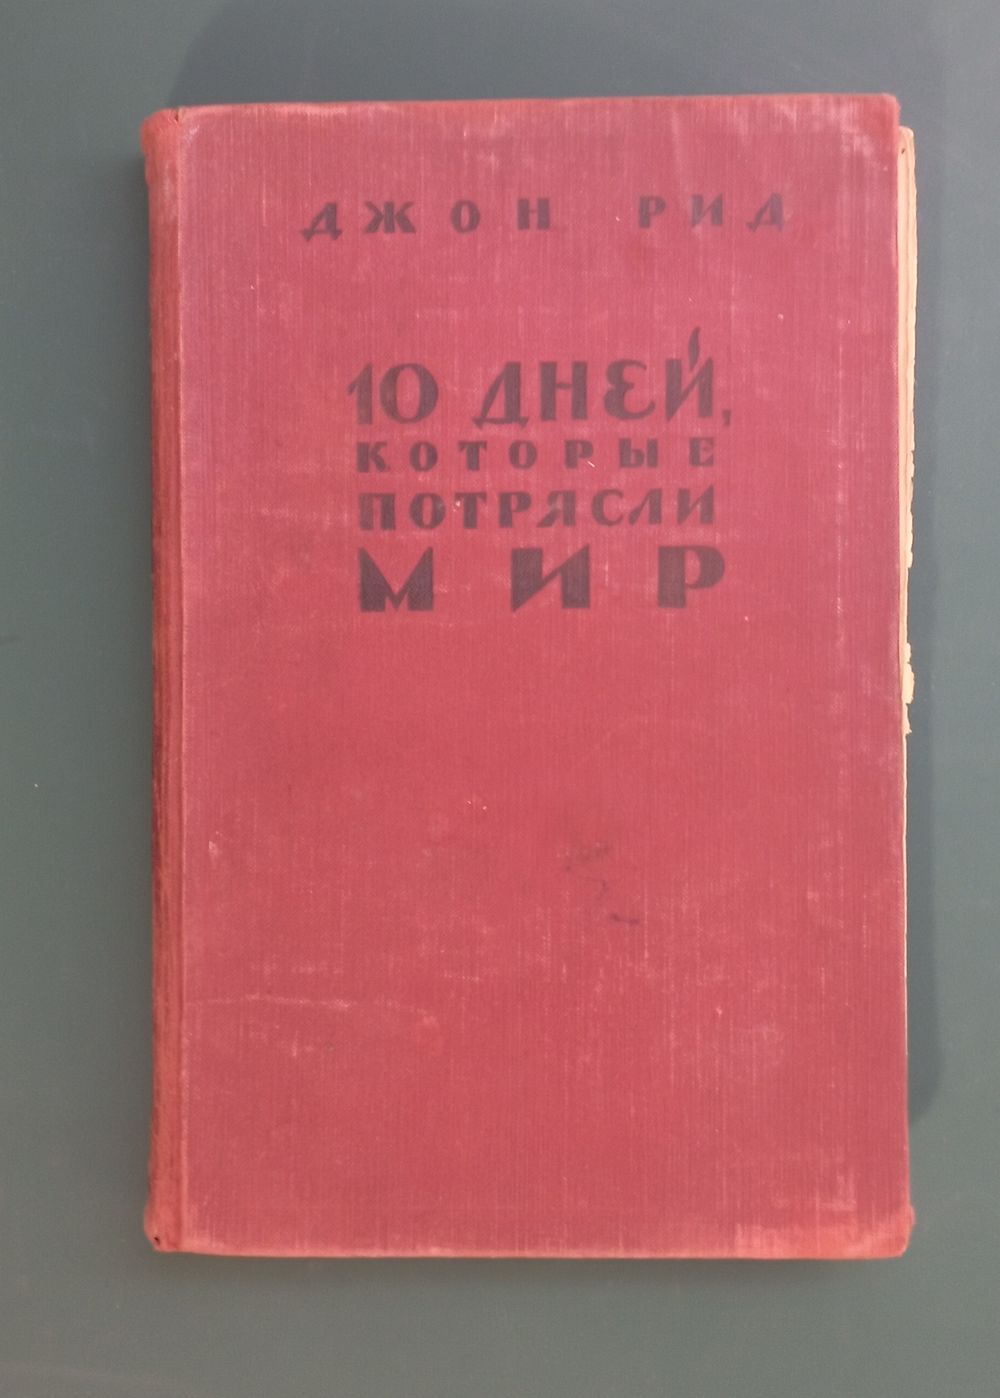 ДЖОН РИД
10 ДНЕЙ,
КОТОРЫЕ
ПОТРЯСЛИ
МИР